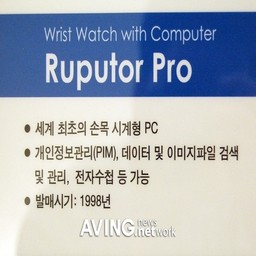 Wrist Watch with Computer
Ruputor Pro
● 세계 최초의 손목 시계형 PC
● 개인정보관리(PIM), 데이터 및 이미지파일 검색
및 관리, 전자수첩 등 가능
● 발매시기: 1998년
AVING news
.network